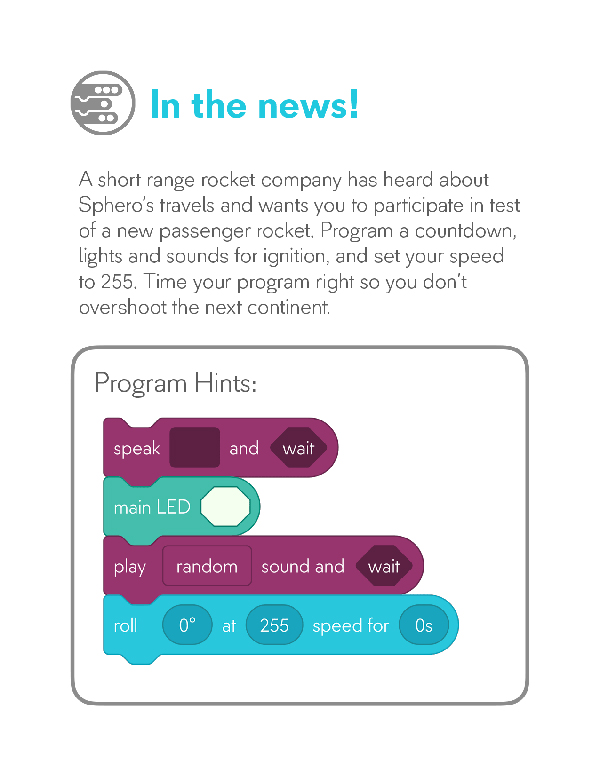 In the news!
A short range rocket company has heard about
Sphero's travels and wants you to participate in test
of a new passenger rocket. Program a countdown,
lights and sounds for ignition, and set your speed
to 255. Time your program right so you don't
overshoot the next continent.
Program Hints:
speak and wait
main LED
play random sound and wait
roll 0° at 255 speed for 0s